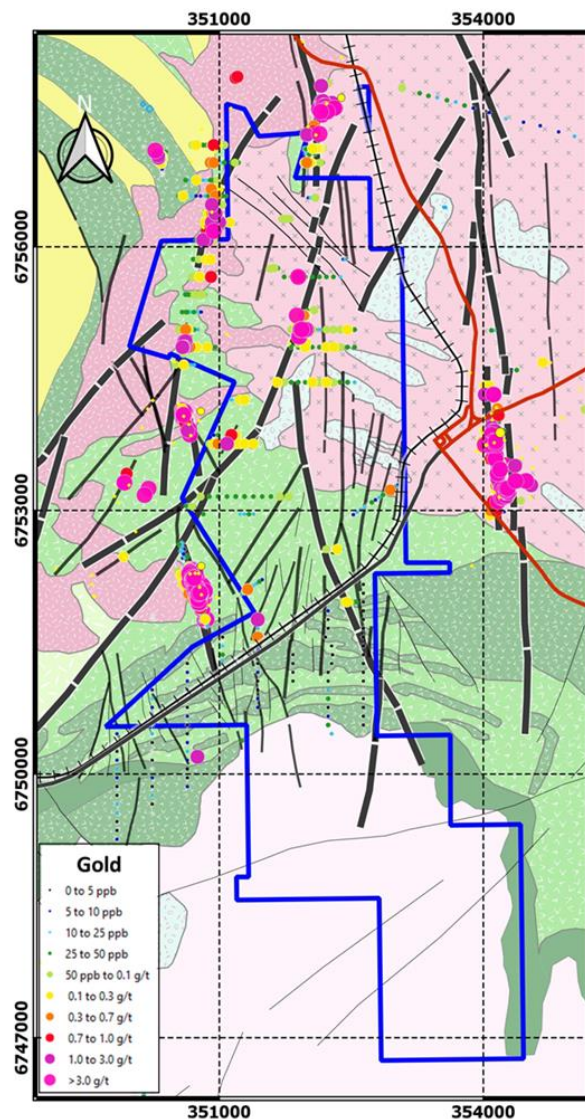 351000 354000
N
6756000
6753000
6750000
6747000
Gold
0 to 5 ppb
5 to 10 ppb
10 to 25 ppb
25 to 50 ppb
50 ppb to 0.1 g/t
0.1 to 0.3 g/t
0.3 to 0.7 g/t
0.7 to 1.0 g/t
1.0 to 3.0 g/t
>3.0 g/t
351000 354000